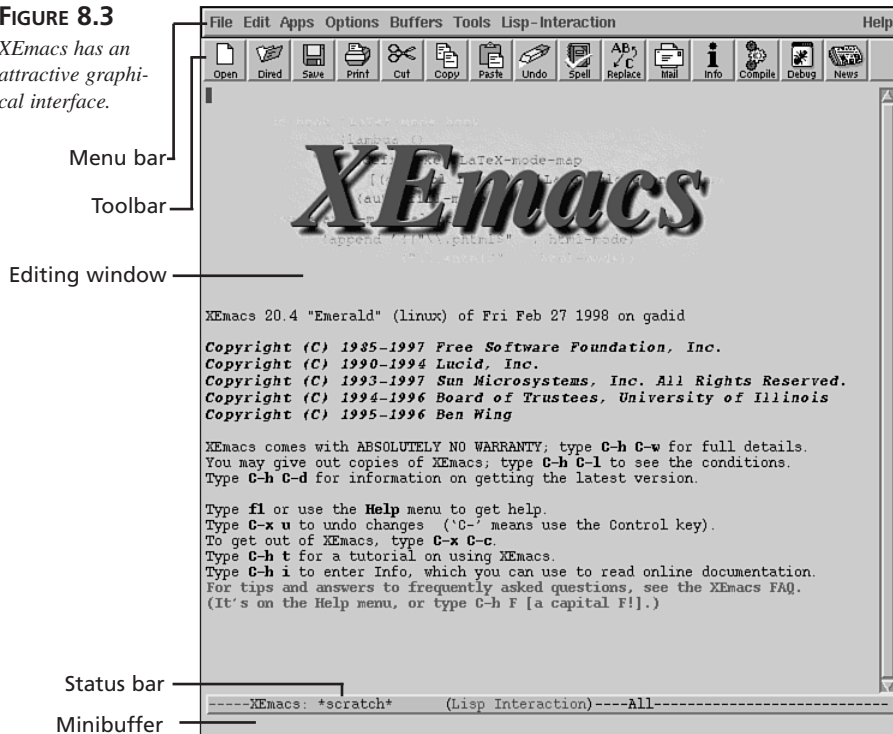 FIGURE 8.3
XEmacs has an
attractive graphi-
cal interface.
File Edit Apps Options Buffers Tools Lisp-Interaction Help
Open Dired Save Print Cut Copy Paste Undo Spell Replace Mail Info Compile Debug News
Menu bar
Toolbar
Editing window
XEmacs
XEmacs 20.4 "Emerald" (linux) of Fri Feb 27 1998 on gadid
Copyright (C) 1985-1997 Free Software Foundation, Inc.
Copyright (C) 1990-1994 Lucid, Inc.
Copyright (C) 1993-1997 Sun Microsystems, Inc. All Rights Reserved.
Copyright (C) 1994-1996 Board of Trustees, University of Illinois
Copyright (C) 1995-1996 Ben Wing
XEmacs comes with ABSOLUTELY NO WARRANTY; type C-h C-w for full details.
You may give out copies of XEmacs; type C-h C-l to see the conditions.
Type C-h C-d for information on getting the latest version.
Type f1 or use the Help menu to get help.
Type C-x u to undo changes (`C-' means use the Control key).
To get out of XEmacs, type C-x C-c.
Type C-h t for a tutorial on using XEmacs.
Type C-h i to enter Info, which you can use to read online documentation.
For tips and answers to frequently asked questions, see the XEmacs FAQ.
(It's on the Help menu, or type C-h F [a capital F!].)
Status bar
-----XEmacs: *scratch* (Lisp Interaction)----All---------------------------
Minibuffer